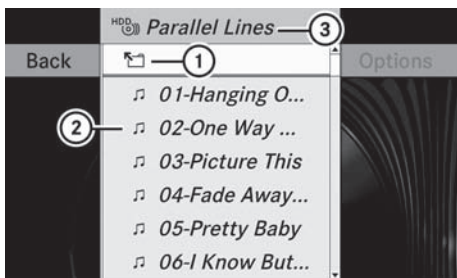 HDD Parallel Lines
3
Back
1
Options
01-Hanging O...
2
02-One Way ...
03-Picture This
04-Fade Away...
05-Pretty Baby
06-I Know But...